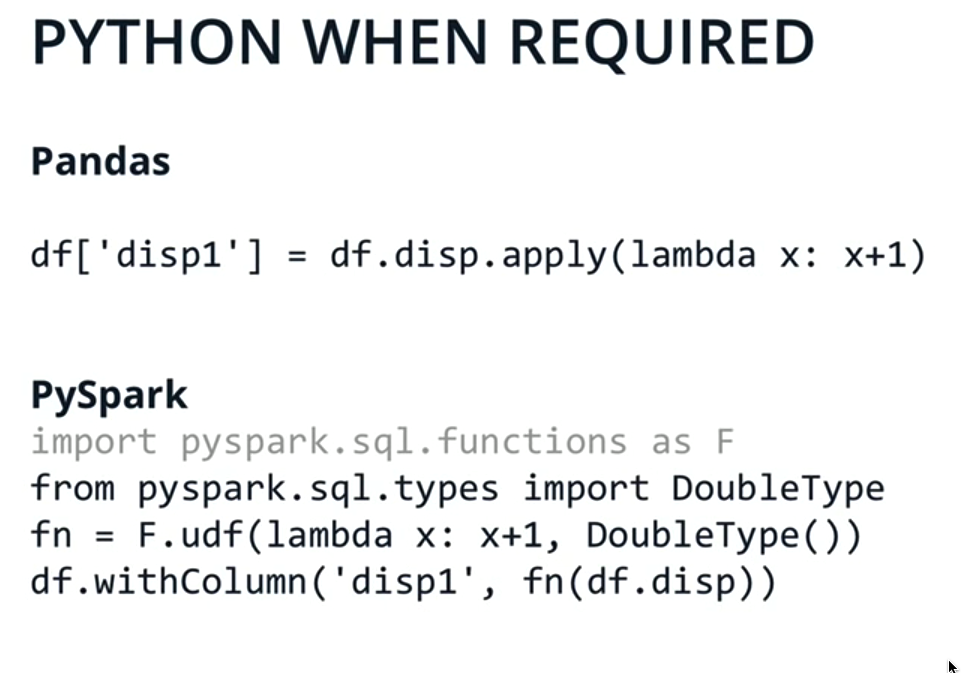 PYTHON WHEN REQUIRED
Pandas
df['disp1'] = df.disp.apply(lambda x: x+1)
PySpark
import pyspark.sql.functions as F
from pyspark.sql.types import DoubleType
fn = F.udf(lambda x: x+1, DoubleType())
df.withColumn('disp1', fn(df.disp))